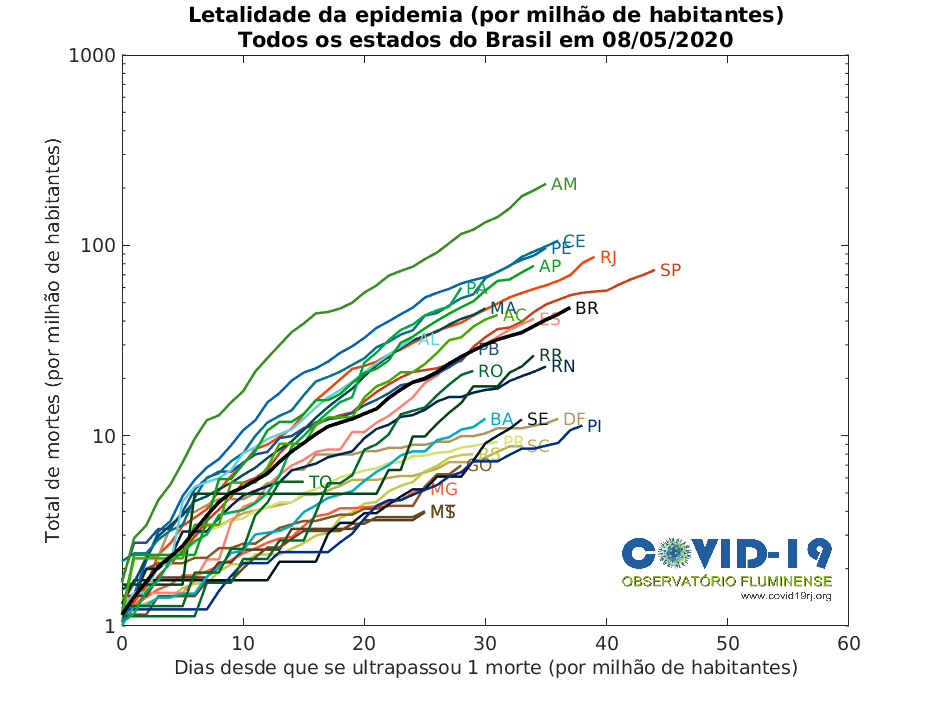 Letalidade da epidemia (por milhão de habitantes)
Todos os estados do Brasil em 08/05/2020
Total de mortes (por milhão de habitantes)
1000
100
10
1
AM
CE
PE
RJ
AP
SP
PA
MA
BR
AC
ES
AL
PB
RR
RN
RO
BA
SE
DF
PI
PR
SC
RS
GO
TO
MG
MS
0
10
20
30
40
50
60
Dias desde que se ultrapassou 1 morte (por milhão de habitantes)
COVID-19
OBSERVATÓRIO FLUMINENSE
www.covid19rj.org